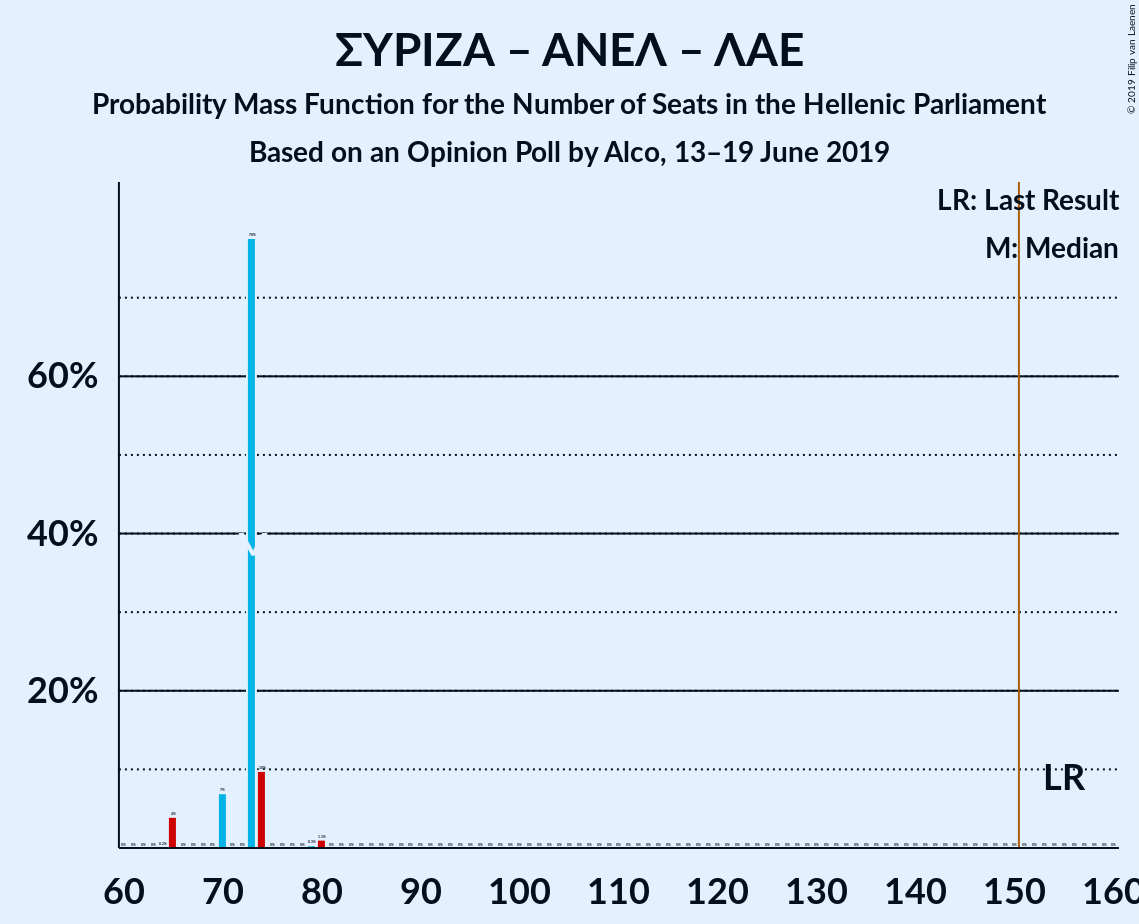 ΣΥΡΙΖΑ – ΑΝΕΛ – ΛΑΕ
Probability Mass Function for the Number of Seats in the Hellenic Parliament
Based on an Opinion Poll by Alco, 13–19 June 2019
© 2019 Filip van Laenen
LR: Last Result
M: Median
60%
40%
20%
M
LR
60 70 80 90 100 110 120 130 140 150 160